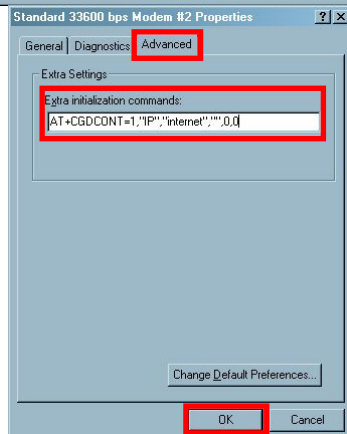 Standard 33600 bps Modem #2 Properties ? X
General Diagnostics Advanced
Extra Settings
Extra initialization commands:
AT+CGDCONT=1,"IP","internet","",0,0
Change Default Preferences...
OK Cancel